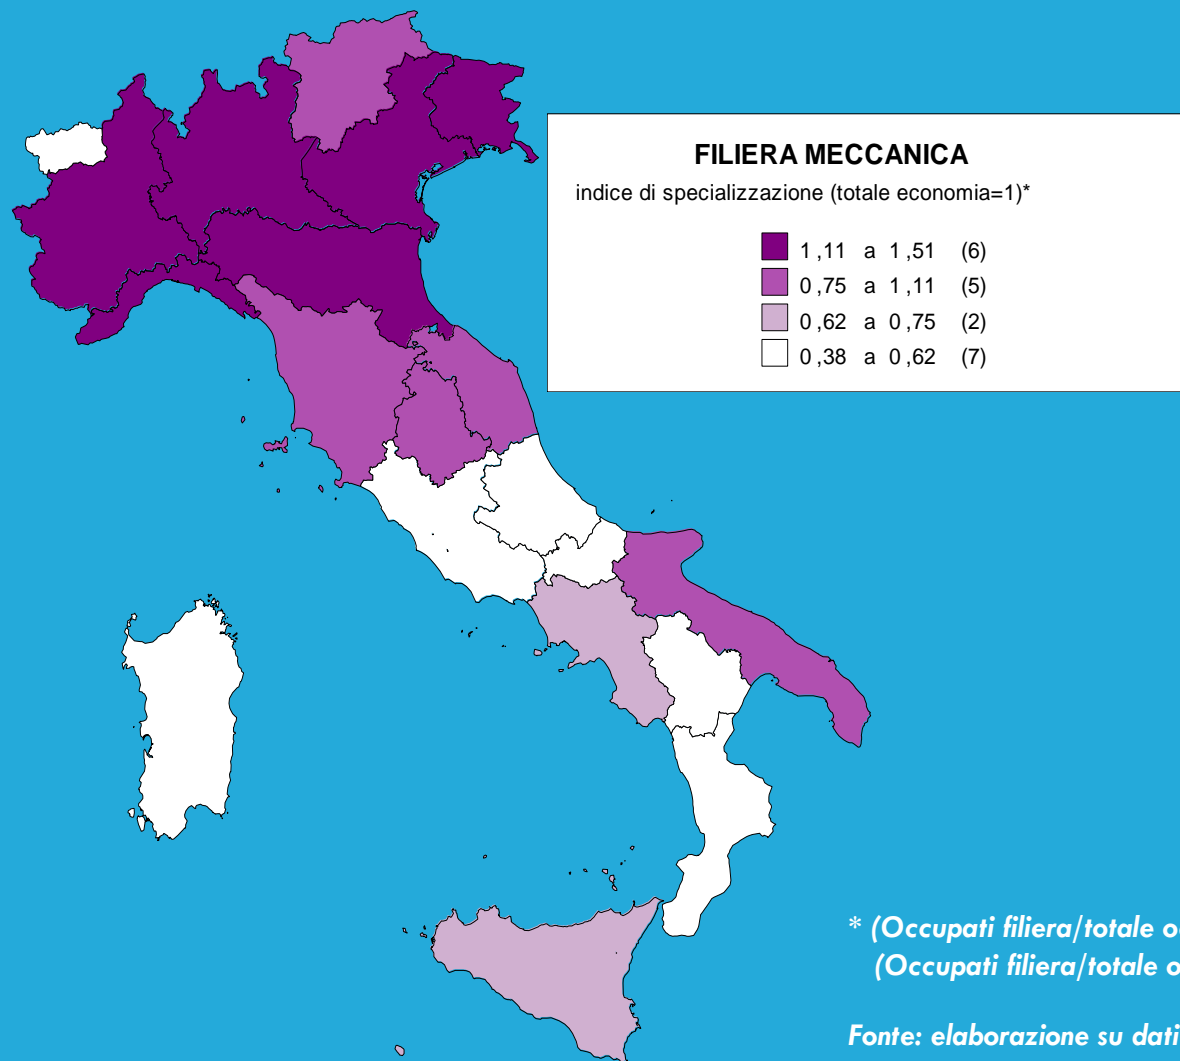 FILIERA MECCANICA
indice di specializzazione (totale economia=1)*
1,11 a 1,51 (6)
0,75 a 1,11 (5)
0,62 a 0,75 (2)
0,38 a 0,62 (7)
* (Occupati filiera/totale
(Occupati filiera/totale
Fonte: elaborazione su dati